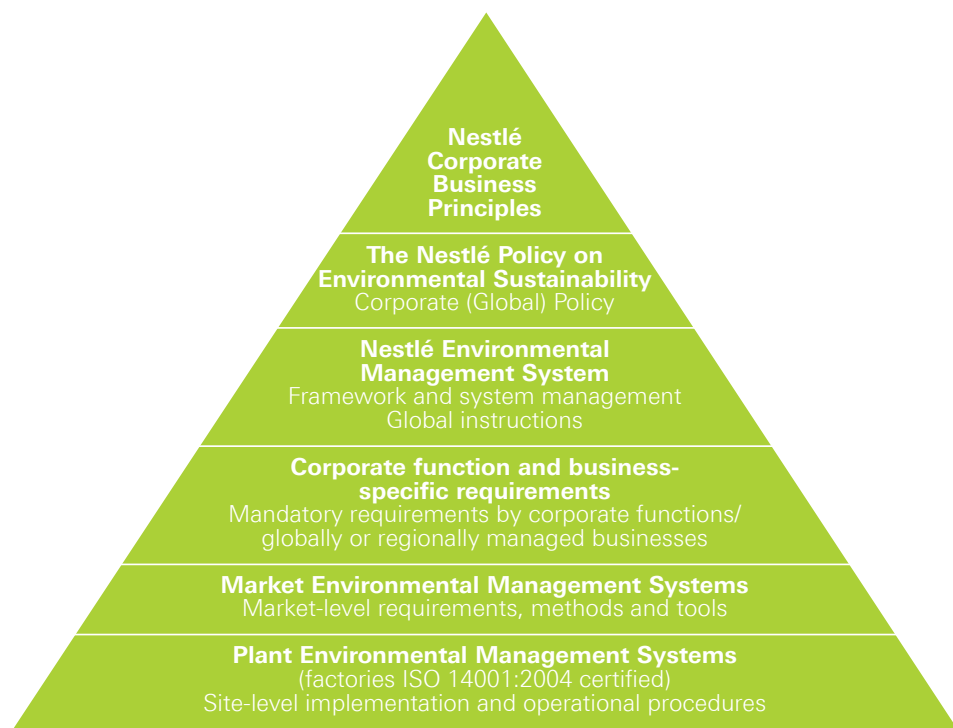 Nestlé
Corporate
Business
Principles
The Nestlé Policy on
Environmental Sustainability
Corporate (Global) Policy
Nestlé Environmental
Management System
Framework and system management
Global instructions
Corporate function and business-
specific requirements
Mandatory requirements by corporate functions/
globally or regionally managed businesses
Market Environmental Management Systems
Market-level requirements, methods and tools
Plant Environmental Management Systems
(factories ISO 14001:2004 certified)
Site-level implementation and operational procedures